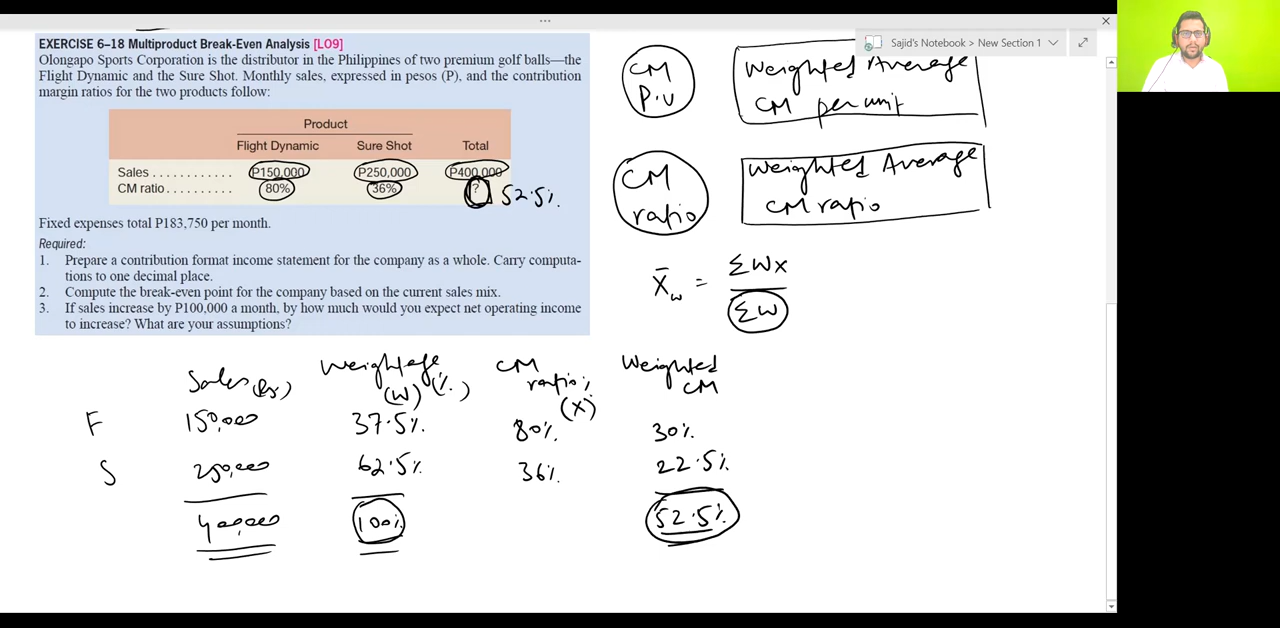 Sajid's Notebook > New Section 1
EXERCISE 6–18 Multiproduct Break-Even Analysis [LO9]
Olongapo Sports Corporation is the distributor in the Philippines of two premium golf balls—the
Flight Dynamic and the Sure Shot. Monthly sales, expressed in pesos (P), and the contribution
margin ratios for the two products follow:
Product
Flight Dynamic Sure Shot Total
Sales . . . . . . . . . . . . P150,000 P250,000 P400,000
CM ratio . . . . . . . . . . 80% 36% ? 52.5%
Fixed expenses total P183,750 per month.
Required:
1. Prepare a contribution format income statement for the company as a whole. Carry computa-
tions to one decimal place.
2. Compute the break-even point for the company based on the current sales mix.
3. If sales increase by P100,000 a month, by how much would you expect net operating income
to increase? What are your assumptions?
CM
P.U
Weighted Average
CM per unit
CM
ratio
Weighted Average
CM ratio
X̄w = ΣWX
ΣW
Sales (Rs) Weightage (W) (%) CM ratio % (X) Weighted CM
F 150,000 37.5% 80% 30%
S 250,000 62.5% 36% 22.5%
400,000 100% 52.5%